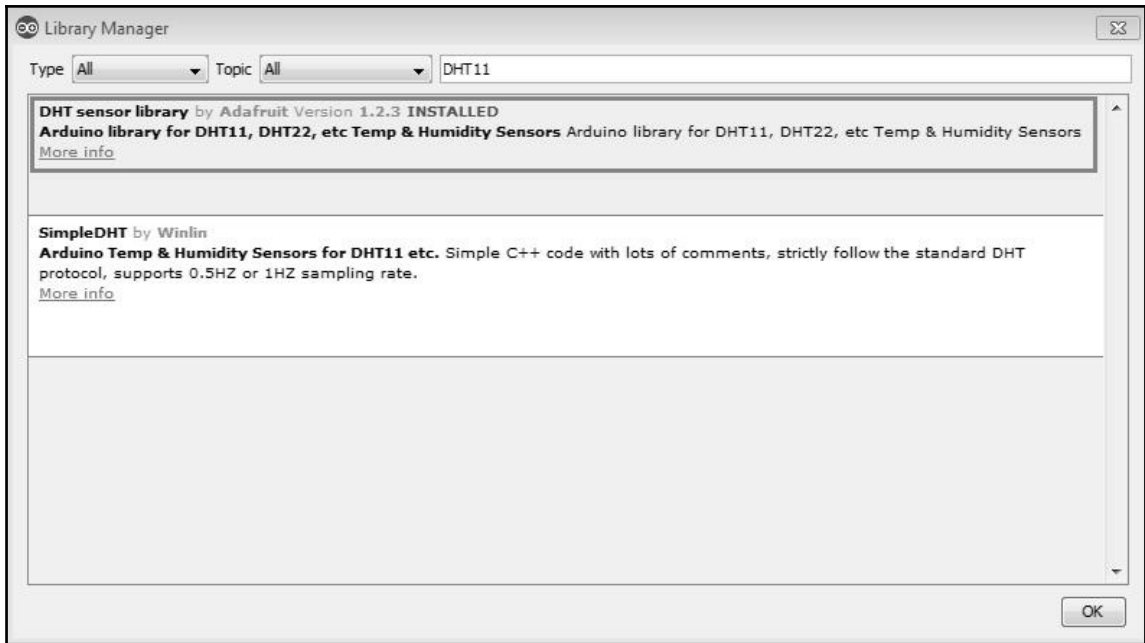 Library Manager
Type All Topic All DHT11
DHT sensor library by Adafruit Version 1.2.3 INSTALLED
Arduino library for DHT11, DHT22, etc Temp & Humidity Sensors Arduino library for DHT11, DHT22, etc Temp & Humidity Sensors
More info
SimpleDHT by Winlin
Arduino Temp & Humidity Sensors for DHT11 etc. Simple C++ code with lots of comments, strictly follow the standard DHT
protocol, supports 0.5HZ or 1HZ sampling rate.
More info
OK